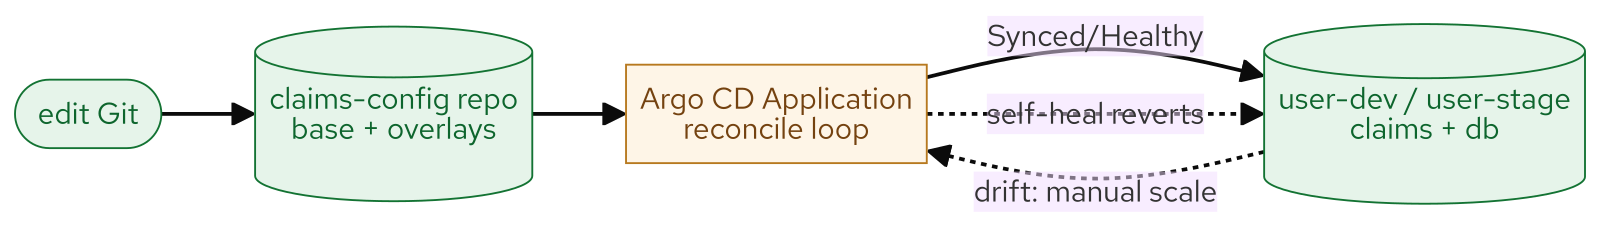 edit Git
claims-config repo
base + overlays
Argo CD Application
reconcile loop
Synced/Healthy
self-heal reverts
drift: manual scale
user-dev / user-stage
claims + db